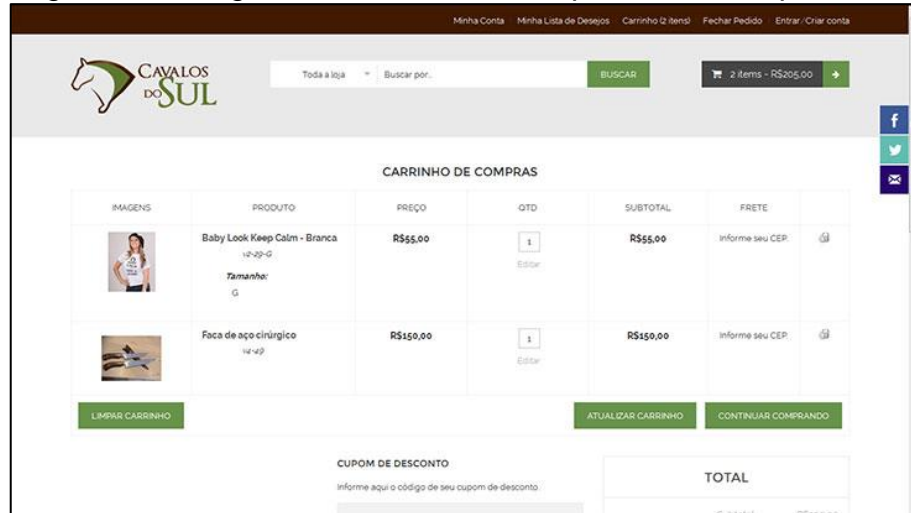 Minha Conta Minha Lista de Desejos Carrinho (2 itens) Fechar Pedido Entrar/Criar conta
CAVALOS
DO SUL
Toda a loja Buscar por... BUSCAR 2 items - R$205,00
CARRINHO DE COMPRAS
IMAGENS PRODUTO PREÇO QTD SUBTOTAL FRETE
Baby Look Keep Calm - Branca R$55,00 1 R$55,00 Informe seu CEP.
v2-29-G Editar
Tamanho:
G
Faca de aço cirúrgico R$150,00 1 R$150,00 Informe seu CEP.
Editar
LIMPAR CARRINHO ATUALIZAR CARRINHO CONTINUAR COMPRANDO
CUPOM DE DESCONTO
TOTAL
Informe aqui o código de seu cupom de desconto.